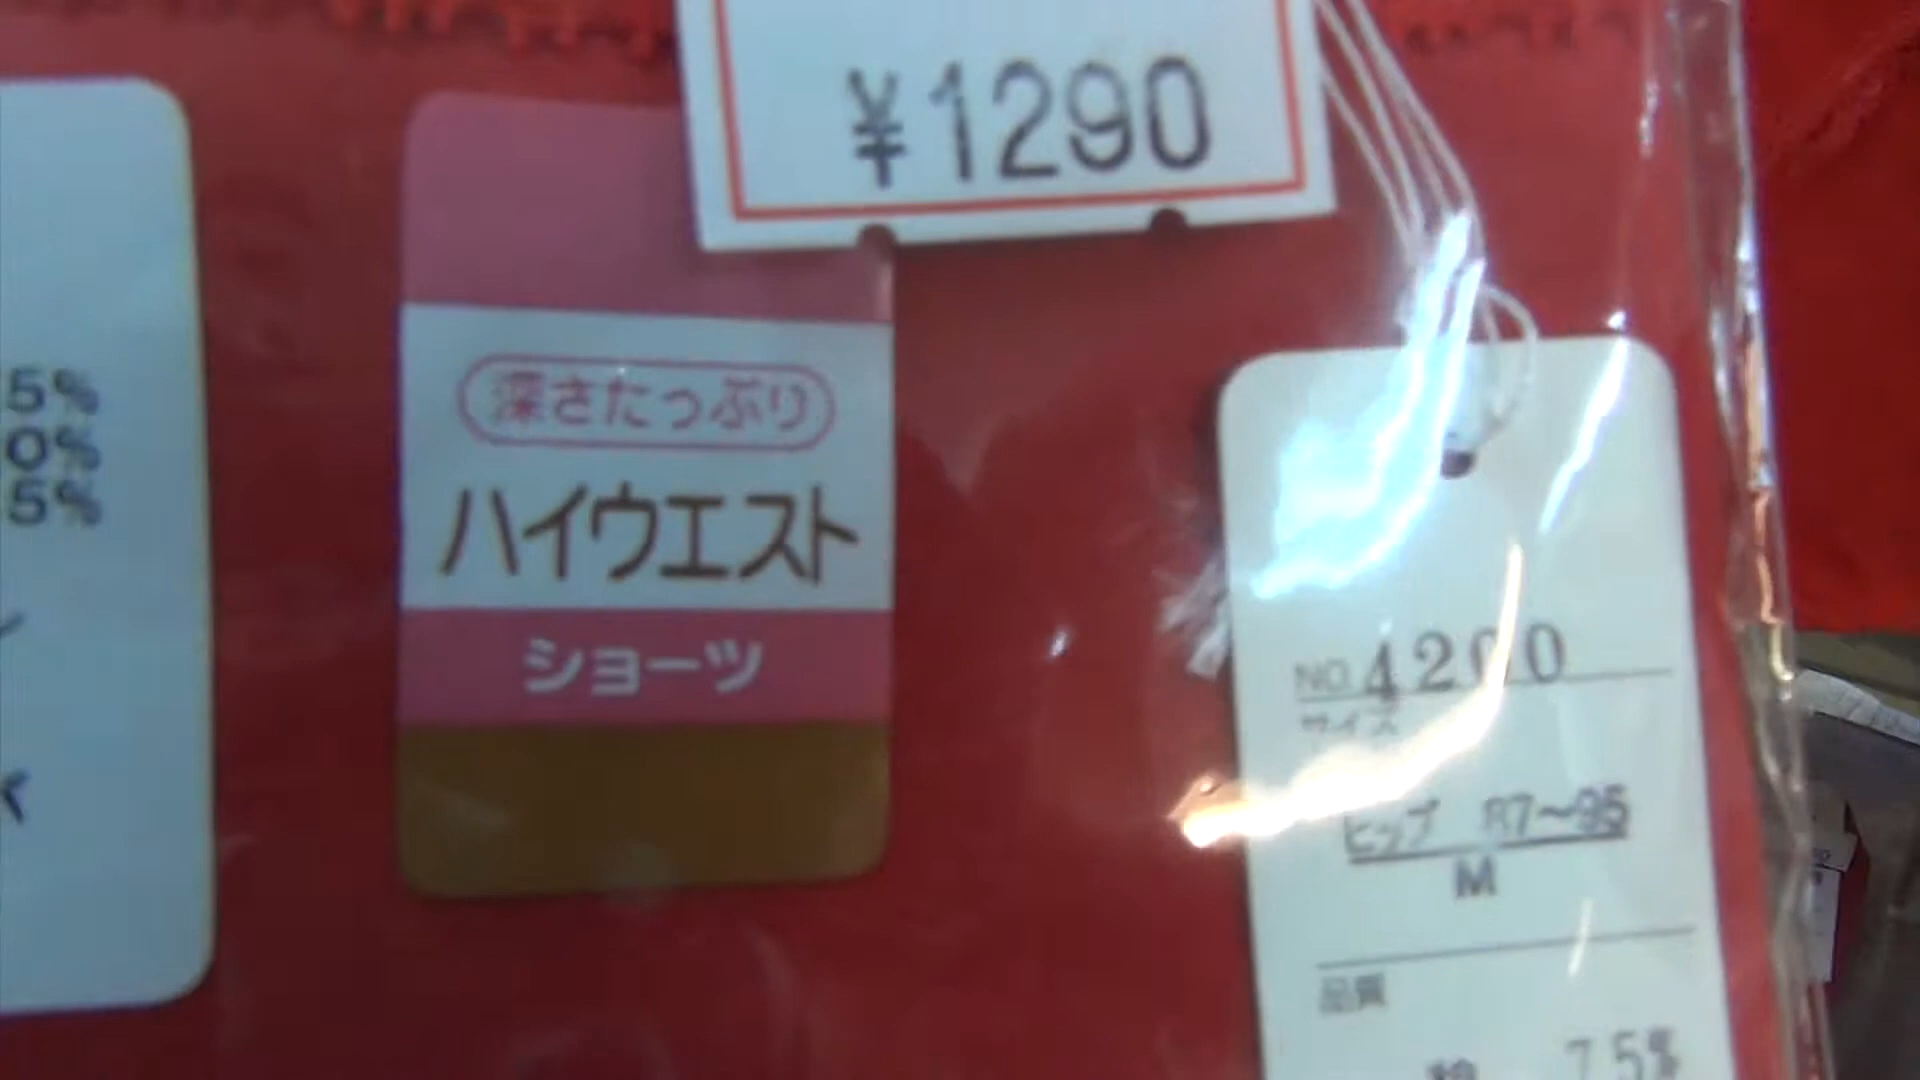 ¥1290
5%
0%
5%
深さたっぷり
ハイウエスト
ショーツ
NO. 4200
サイズ
ヒップ 87~95
M
品質
綿 75%